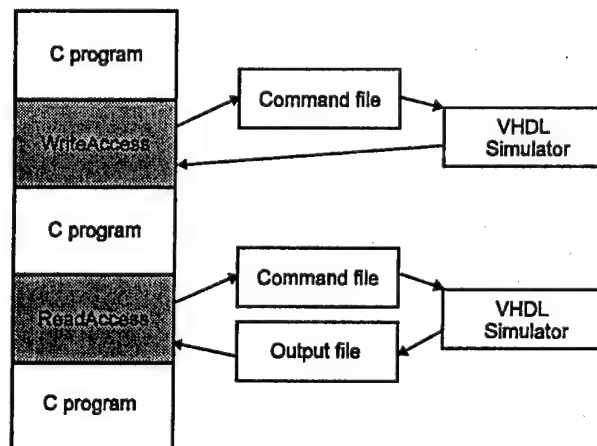 C program
Command file
WriteAccess
VHDL
Simulator
C program
Command file
ReadAccess
VHDL
Simulator
Output file
C program